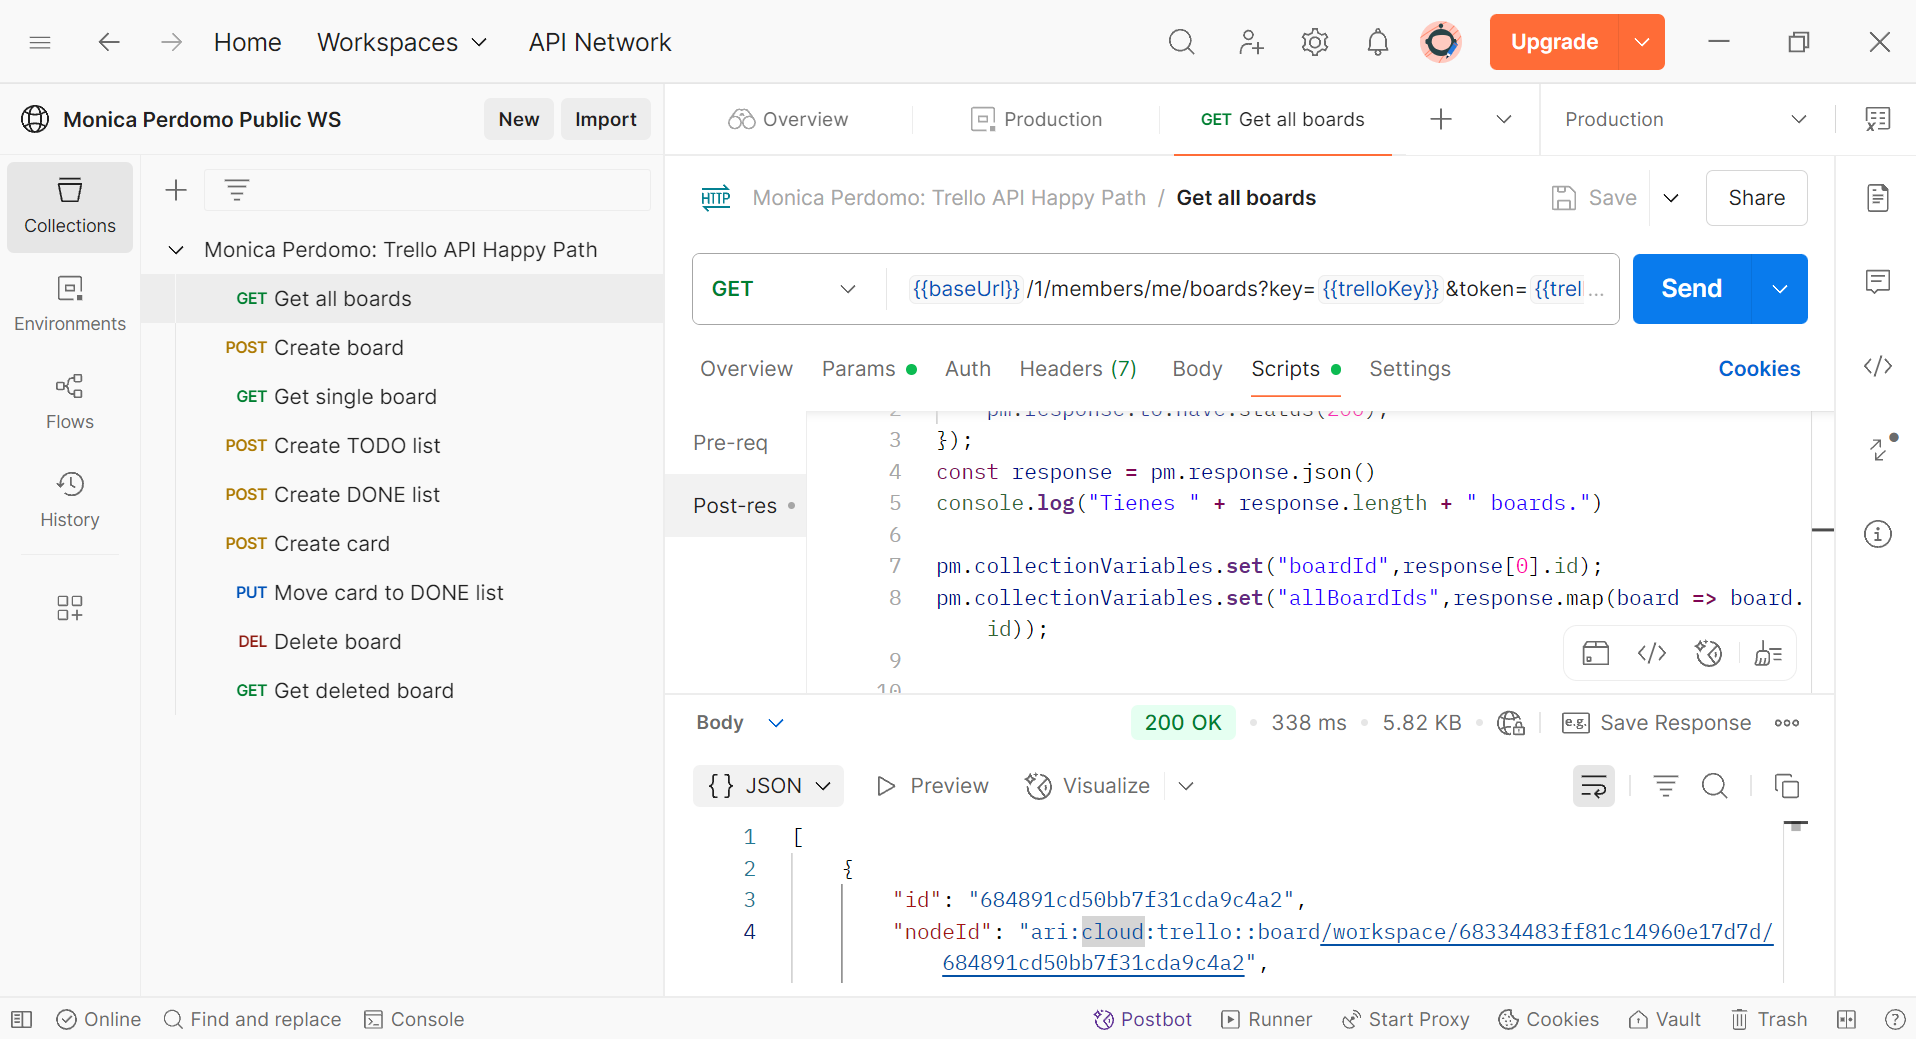 Home Workspaces API Network Upgrade
Monica Perdomo Public WS New Import
Overview Production GET Get all boards Production
Collections
Environments
Flows
History
Monica Perdomo: Trello API Happy Path
GET Get all boards
POST Create board
GET Get single board
POST Create TODO list
POST Create DONE list
POST Create card
PUT Move card to DONE list
DEL Delete board
GET Get deleted board
HTTP Monica Perdomo: Trello API Happy Path / Get all boards Save Share
GET {{baseUrl}} /1/members/me/boards?key= {{trelloKey}} &token= {{trell ... Send
Overview Params Auth Headers (7) Body Scripts Settings Cookies
Pre-req
Post-res
2 pm.response.to.have.status(200);
3 });
4 const response = pm.response.json()
5 console.log("Tienes " + response.length + " boards.")
6
7 pm.collectionVariables.set("boardId",response[0].id);
8 pm.collectionVariables.set("allBoardIds",response.map(board => board.
id));
9
10
Body 200 OK 338 ms 5.82 KB e.g. Save Response
{} JSON Preview Visualize
1 [
2 {
3 "id": "684891cd50bb7f31cda9c4a2",
4 "nodeId": "ari:cloud:trello::board/workspace/68334483ff81c14960e17d7d/
684891cd50bb7f31cda9c4a2",
Online Find and replace Console Postbot Runner Start Proxy Cookies Vault Trash